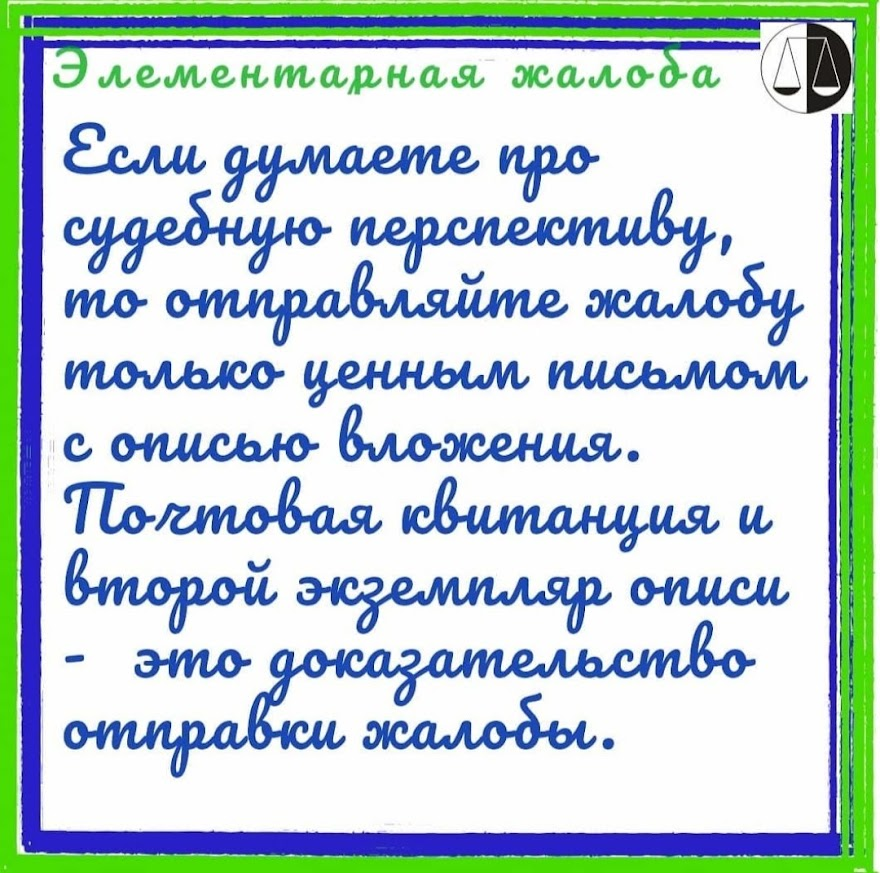 Элементарная жалоба
Если думаете про
судебную перспективу,
то отправляйте жалобу
только ценным письмом
с описью вложения.
Почтовая квитанция и
второй экземпляр описи
- это доказательство
отправки жалобы.